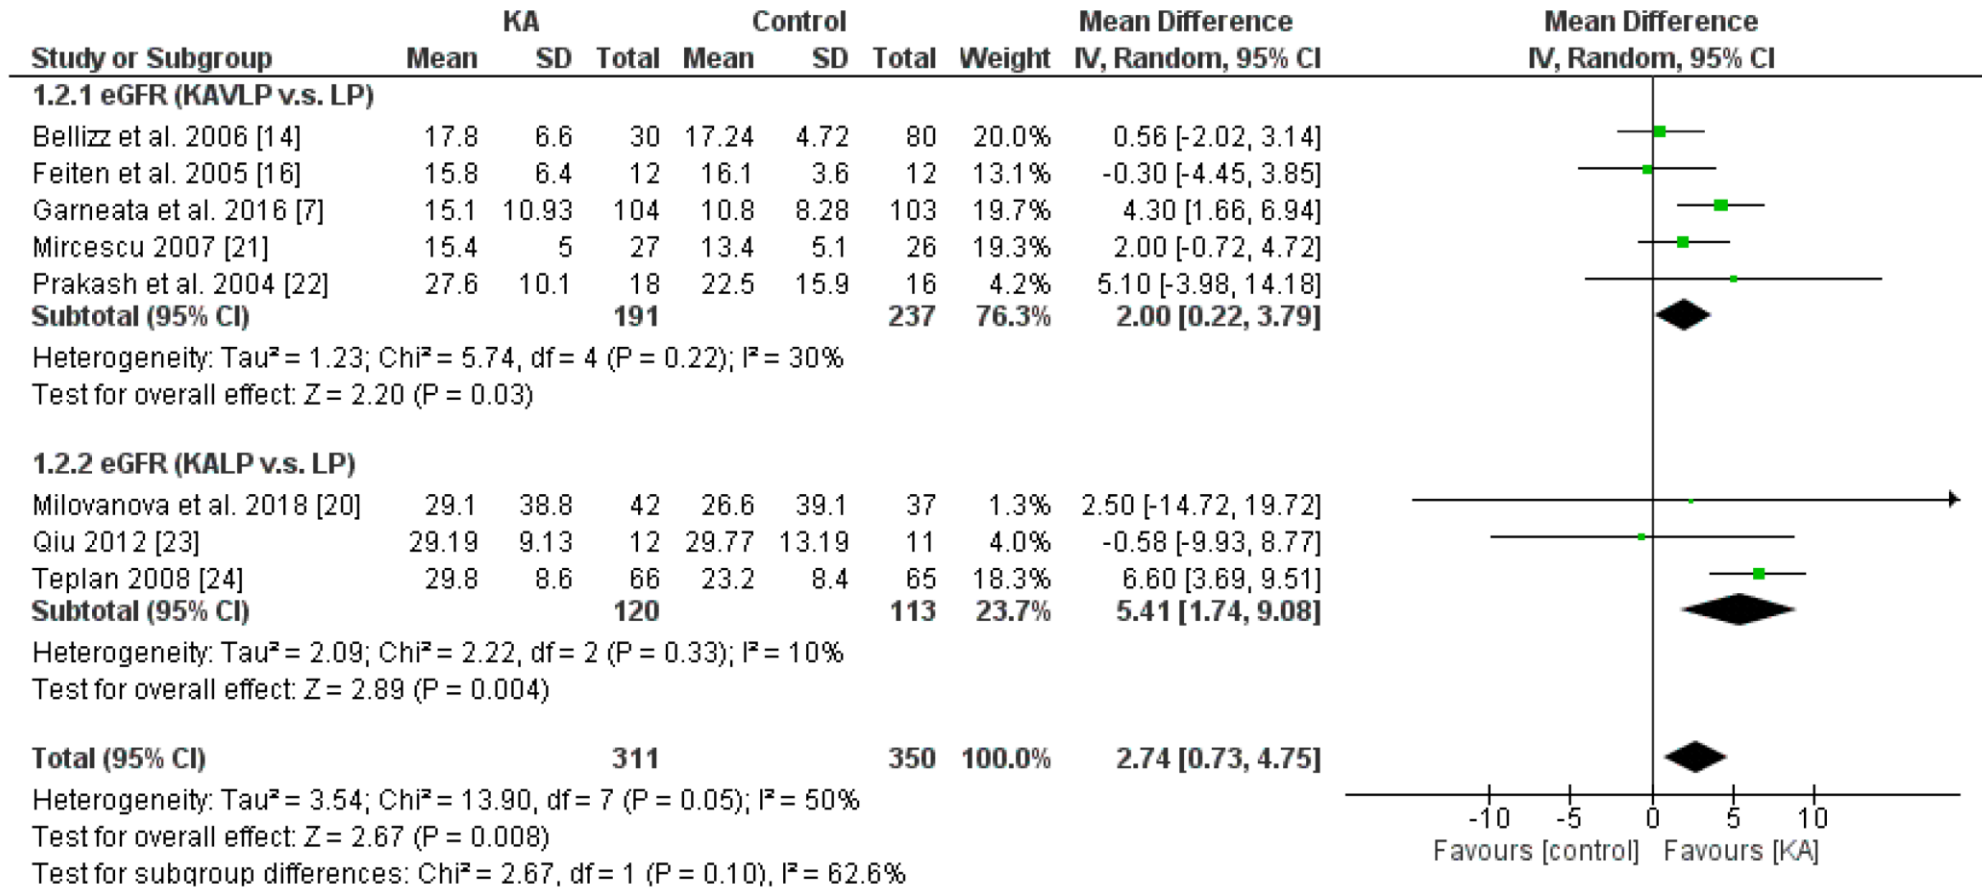 KA Control Mean Difference Mean Difference
Study or Subgroup Mean SD Total Mean SD Total Weight IV, Random, 95% CI IV, Random, 95% CI
1.2.1 eGFR (KAVLP v.s. LP)
Bellizz et al. 2006 [14] 17.8 6.6 30 17.24 4.72 80 20.0% 0.56 [-2.02, 3.14]
Feiten et al. 2005 [16] 15.8 6.4 12 16.1 3.6 12 13.1% -0.30 [-4.45, 3.85]
Garneata et al. 2016 [7] 15.1 10.93 104 10.8 8.28 103 19.7% 4.30 [1.66, 6.94]
Mircescu 2007 [21] 15.4 5 27 13.4 5.1 26 19.3% 2.00 [-0.72, 4.72]
Prakash et al. 2004 [22] 27.6 10.1 18 22.5 15.9 16 4.2% 5.10 [-3.98, 14.18]
Subtotal (95% CI) 191 237 76.3% 2.00 [0.22, 3.79]
Heterogeneity: Tau² = 1.23; Chi² = 5.74, df = 4 (P = 0.22); I² = 30%
Test for overall effect: Z = 2.20 (P = 0.03)
1.2.2 eGFR (KALP v.s. LP)
Milovanova et al. 2018 [20] 29.1 38.8 42 26.6 39.1 37 1.3% 2.50 [-14.72, 19.72]
Qiu 2012 [23] 29.19 9.13 12 29.77 13.19 11 4.0% -0.58 [-9.93, 8.77]
Teplan 2008 [24] 29.8 8.6 66 23.2 8.4 65 18.3% 6.60 [3.69, 9.51]
Subtotal (95% CI) 120 113 23.7% 5.41 [1.74, 9.08]
Heterogeneity: Tau² = 2.09; Chi² = 2.22, df = 2 (P = 0.33); I² = 10%
Test for overall effect: Z = 2.89 (P = 0.004)
Total (95% CI) 311 350 100.0% 2.74 [0.73, 4.75]
Heterogeneity: Tau² = 3.54; Chi² = 13.90, df = 7 (P = 0.05); I² = 50%
Test for overall effect: Z = 2.67 (P = 0.008)
Test for subgroup differences: Chi² = 2.67, df = 1 (P = 0.10), I² = 62.6%
-10 -5 0 5 10
Favours [control] Favours [KA]